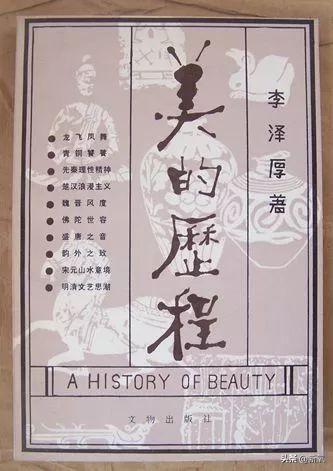 美的歷程
李泽厚著
龙飞凤舞
青铜饕餮
先秦理性精神
楚汉浪漫主义
魏晋风度
佛陀世容
盛唐之音
韵外之致
宋元山水意境
明清文艺思潮
A HISTORY OF BEAUTY
文物出版社